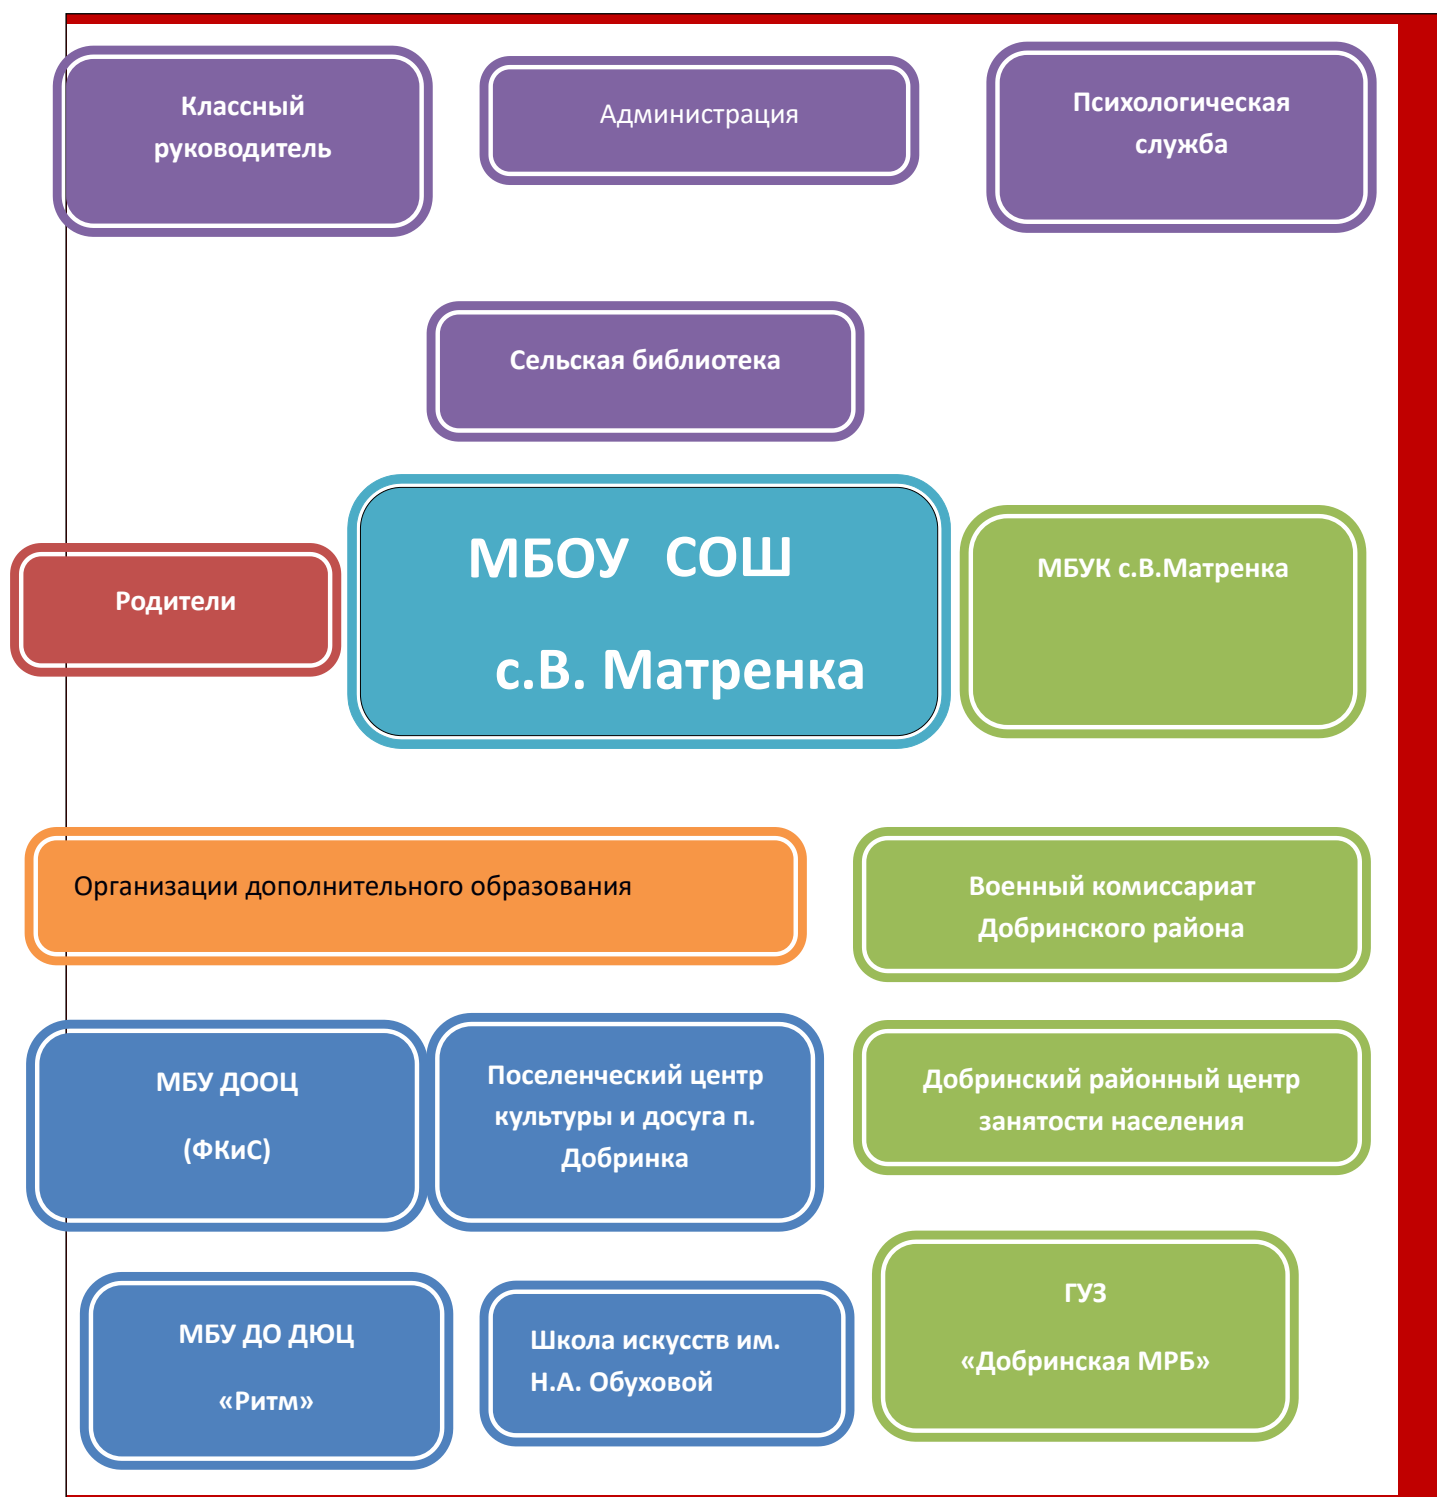 Классный
руководитель
Администрация
Психологическая
служба
Сельская библиотека
Родители
МБОУ СОШ
с.В. Матренка
МБУК с.В.Матренка
Организации дополнительного образования
Военный комиссариат
Добринского района
МБУ ДООЦ
(ФКиС)
Поселенческий центр
культуры и досуга п.
Добринка
Добринский районный центр
занятости населения
МБУ ДО ДЮЦ
«Ритм»
Школа искусств им.
Н.А. Обуховой
ГУЗ
«Добринская МРБ»